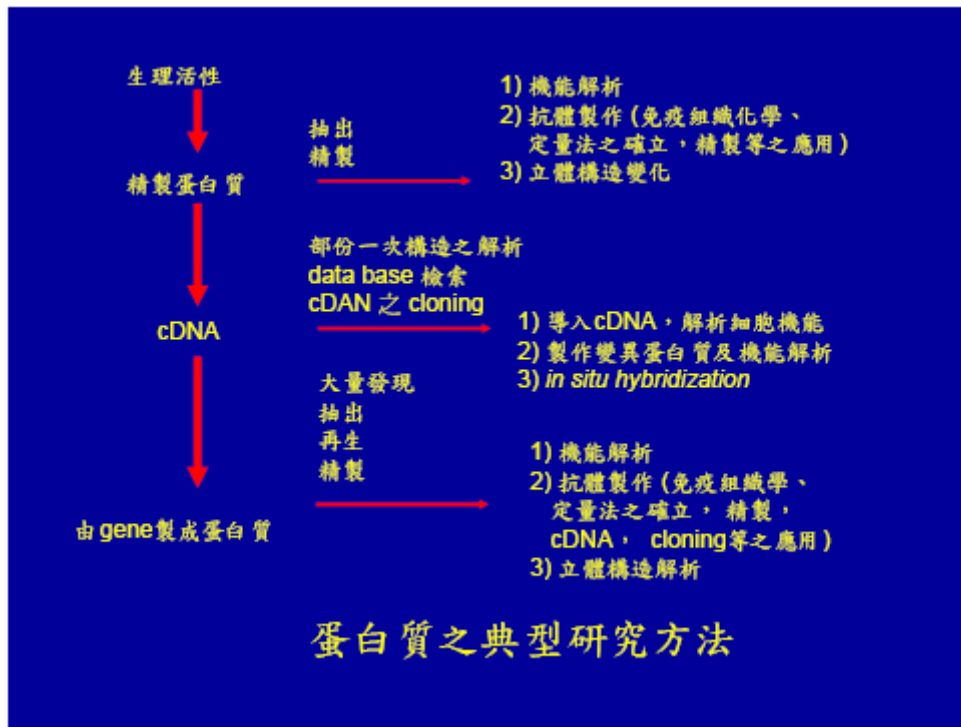 生理活性
抽出
精製
1) 機能解析
2) 抗體製作 (免疫組織化學、
定量法之確立，精製等之應用)
3) 立體構造變化
精製蛋白質
部份一次構造之解析
data base 檢索
cDAN 之 cloning
cDNA
1) 導入cDNA，解析細胞機能
2) 製作變異蛋白質及機能解析
3) in situ hybridization
大量發現
抽出
再生
精製
1) 機能解析
2) 抗體製作 (免疫組織學、
定量法之確立， 精製，
cDNA， cloning等之應用)
3) 立體構造解析
由gene製成蛋白質
蛋白質之典型研究方法